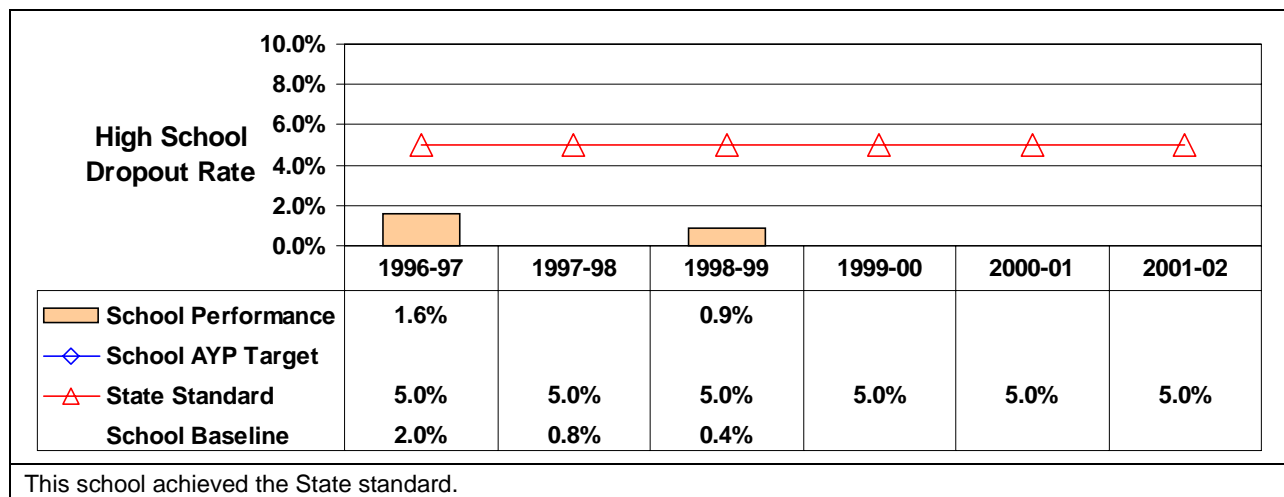 10.0%
8.0%
6.0%
4.0%
2.0%
0.0%
High School
Dropout Rate
1996-97 1997-98 1998-99 1999-00 2000-01 2001-02
School Performance 1.6% 0.9%
School AYP Target
State Standard 5.0% 5.0% 5.0% 5.0% 5.0% 5.0%
School Baseline 2.0% 0.8% 0.4%
This school achieved the State standard.